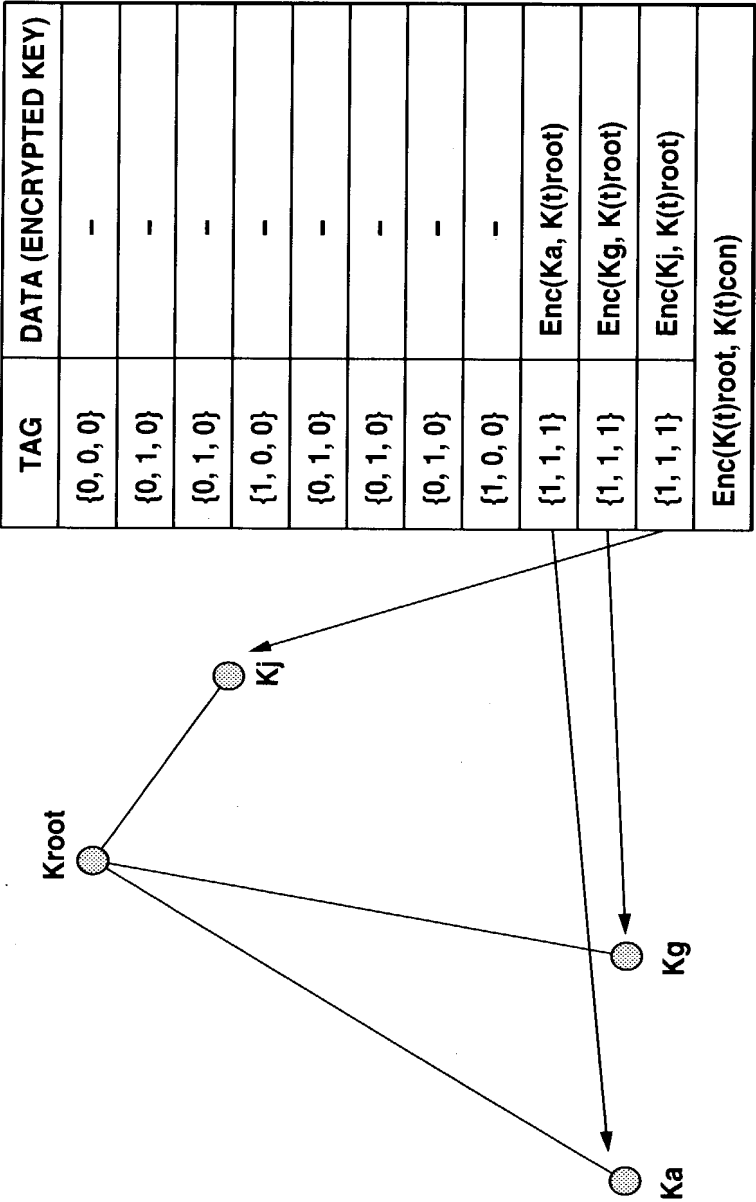 TAG DATA (ENCRYPTED KEY)
{0, 0, 0} –
{0, 1, 0} –
{0, 1, 0} –
{1, 0, 0} –
{0, 1, 0} –
{0, 1, 0} –
{0, 1, 0} –
{1, 0, 0} –
{1, 1, 1} Enc(Ka, K(t)root)
{1, 1, 1} Enc(Kg, K(t)root)
{1, 1, 1} Enc(Kj, K(t)root)
Enc(K(t)root, K(t)con)
Kroot
Kj
Kg
Ka